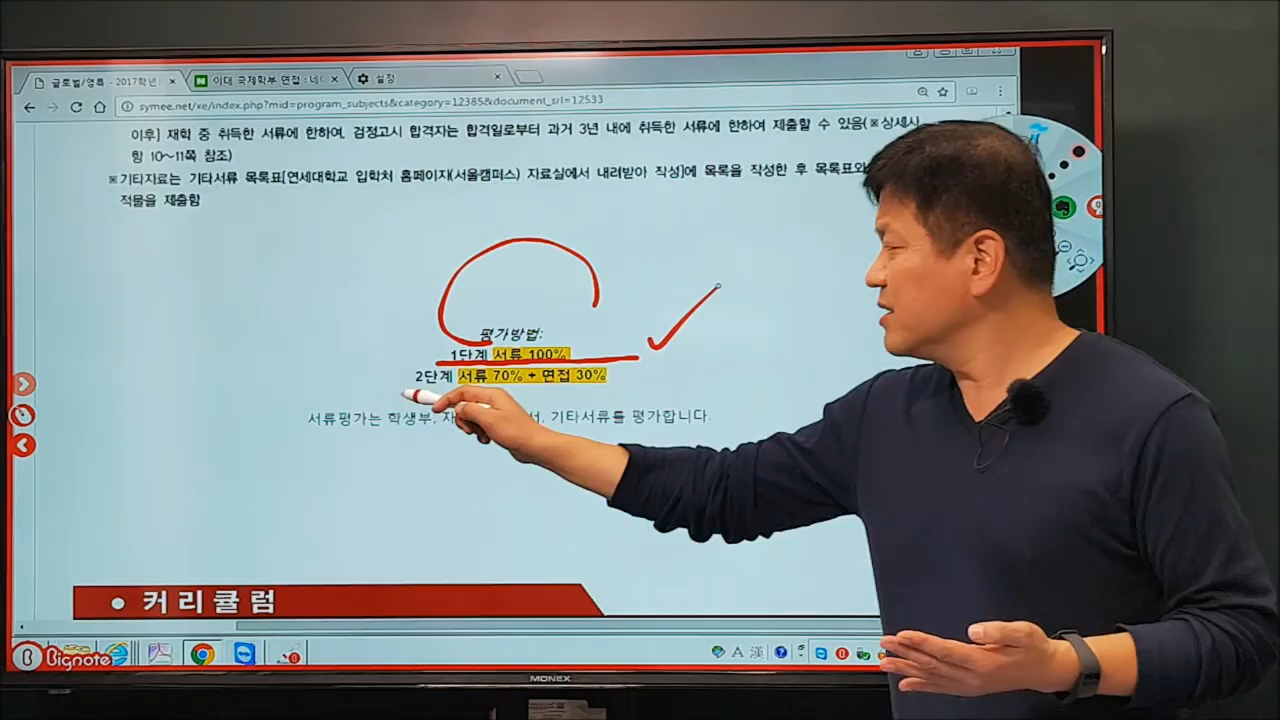 글로벌/영특 - 2017학년
이대 국제학부 면접 : 네
설정
symee.net/xe/index.php?mid=program_subjects&category=12385&document_srl=12533
이후] 재학 중 취득한 서류에 한하여, 검정고시 합격자는 합격일로부터 과거 3년 내에 취득한 서류에 한하여 제출할 수 있음(※상세사
항 10~11쪽 참조)
※기타자료는 기타서류 목록표[연세대학교 입학처 홈페이지(서울캠퍼스) 자료실에서 내려받아 작성]에 목록을 작성한 후 목록표와
적물을 제출함
평가방법:
1단계 서류 100%
2단계 서류 70% + 면접 30%
서류평가는 학생부, 자 서, 기타서류를 평가합니다.
● 커리큘럼
Bignote
A 漢
MONEX